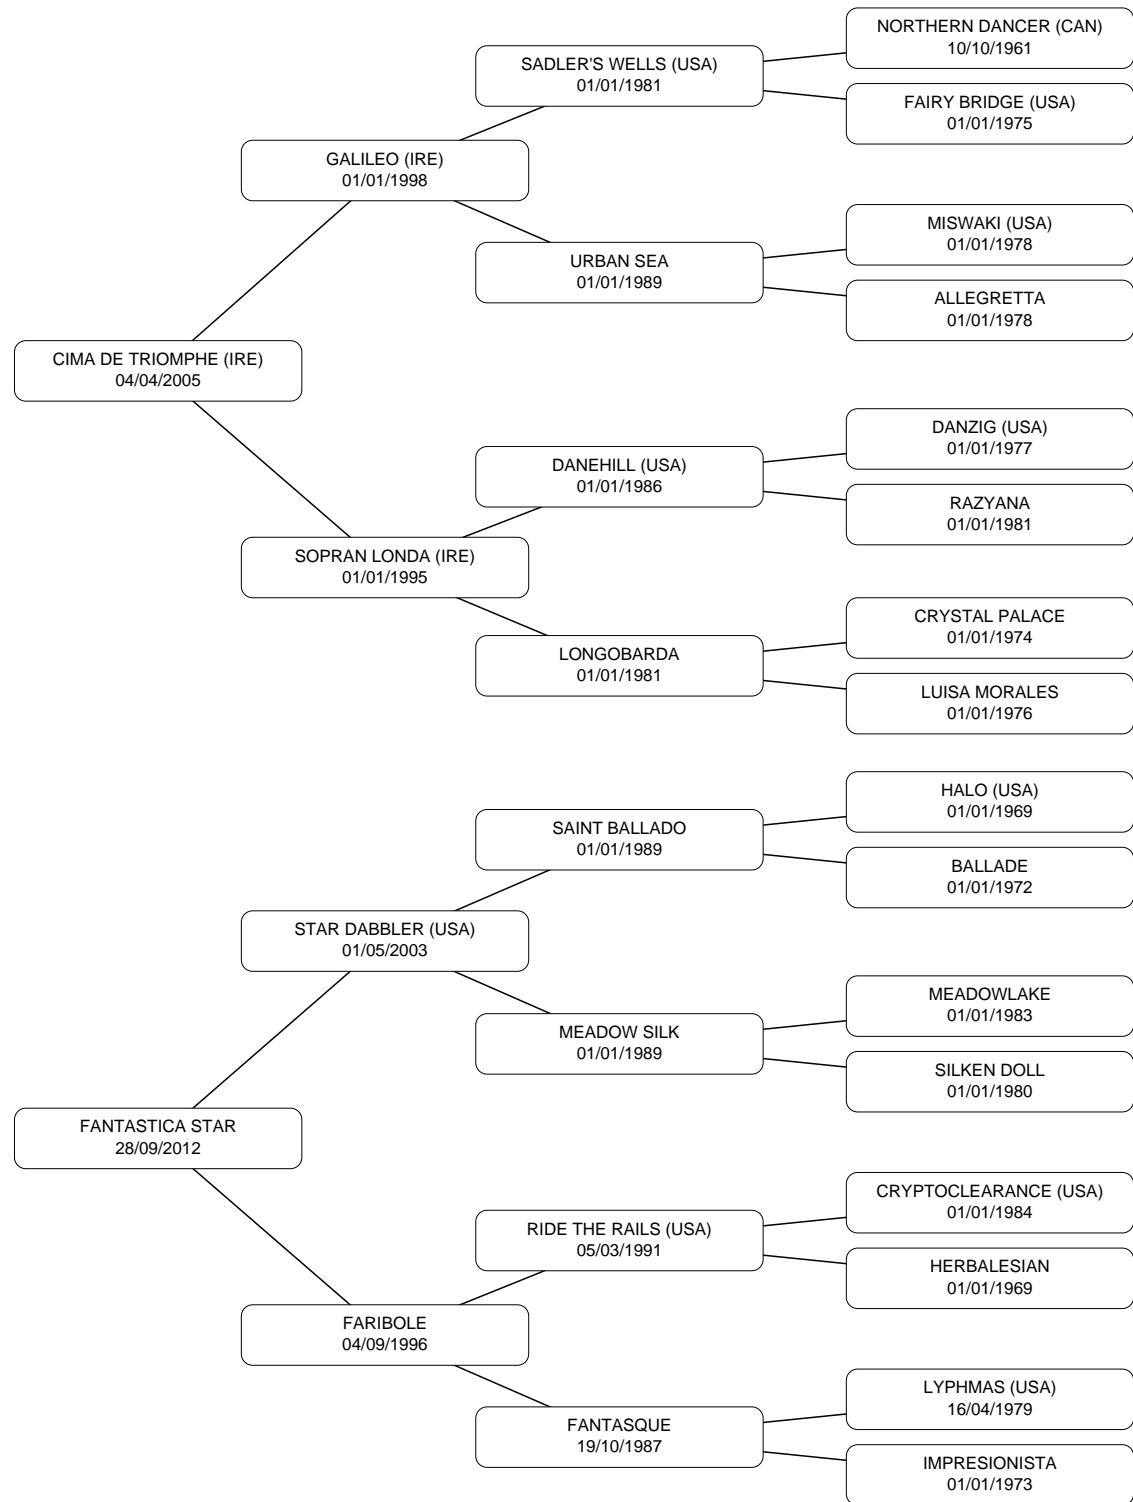 NORTHERN DANCER (CAN)
10/10/1961
SADLER'S WELLS (USA)
01/01/1981
FAIRY BRIDGE (USA)
01/01/1975
GALILEO (IRE)
01/01/1998
MISWAKI (USA)
01/01/1978
URBAN SEA
01/01/1989
ALLEGRETTA
01/01/1978
CIMA DE TRIOMPHE (IRE)
04/04/2005
DANZIG (USA)
01/01/1977
DANEHILL (USA)
01/01/1986
RAZYANA
01/01/1981
SOPRAN LONDA (IRE)
01/01/1995
CRYSTAL PALACE
01/01/1974
LONGOBARDA
01/01/1981
LUISA MORALES
01/01/1976
HALO (USA)
01/01/1969
SAINT BALLADO
01/01/1989
BALLADE
01/01/1972
STAR DABBLER (USA)
01/05/2003
MEADOWLAKE
01/01/1983
MEADOW SILK
01/01/1989
SILKEN DOLL
01/01/1980
FANTASTICA STAR
28/09/2012
CRYPTOCLEARANCE (USA)
01/01/1984
RIDE THE RAILS (USA)
05/03/1991
HERBALESIAN
01/01/1969
FARIBOLE
04/09/1996
LYPHMAS (USA)
16/04/1979
FANTASQUE
19/10/1987
IMPRESIONISTA
01/01/1973